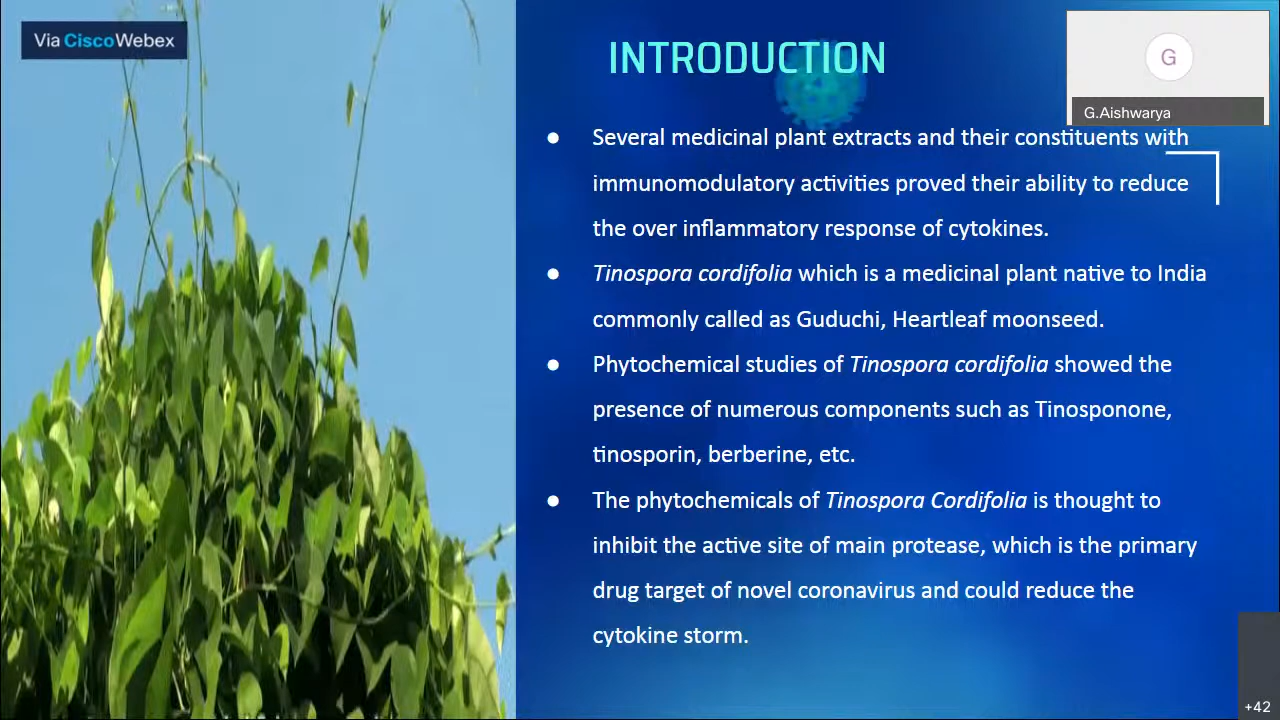 Via CiscoWebex
INTRODUCTION
G
G.Aishwarya
● Several medicinal plant extracts and their constituents with
immunomodulatory activities proved their ability to reduce
the over inflammatory response of cytokines.
● Tinospora cordifolia which is a medicinal plant native to India
commonly called as Guduchi, Heartleaf moonseed.
● Phytochemical studies of Tinospora cordifolia showed the
presence of numerous components such as Tinosponone,
tinosporin, berberine, etc.
● The phytochemicals of Tinospora Cordifolia is thought to
inhibit the active site of main protease, which is the primary
drug target of novel coronavirus and could reduce the
cytokine storm.
+42